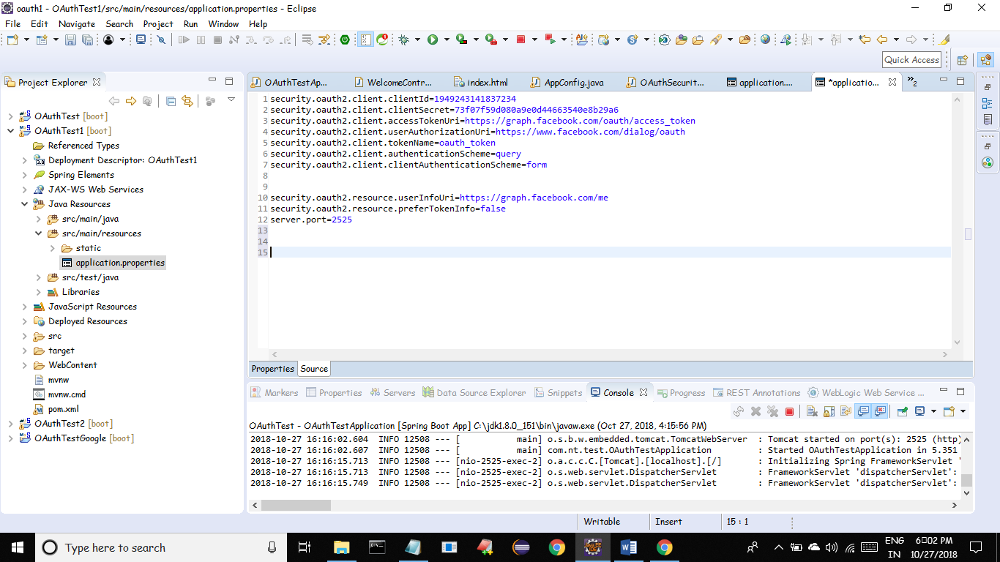 oauth1 - OAuthTest1/src/main/resources/application.properties - Eclipse
File Edit Navigate Search Project Run Window Help
Quick Access
Project Explorer
OAuthTest [boot]
OAuthTest1 [boot]
Referenced Types
Deployment Descriptor: OAuthTest1
Spring Elements
JAX-WS Web Services
Java Resources
src/main/java
src/main/resources
static
application.properties
src/test/java
Libraries
JavaScript Resources
Deployed Resources
src
target
WebContent
mvnw
mvnw.cmd
pom.xml
OAuthTest2 [boot]
OAuthTestGoogle [boot]
OAuthTestAp... WelcomeContr... index.html AppConfig.java OAuthSecurit... application.... *applicatio... »2
1 security.oauth2.client.clientId=1949243141837234
2 security.oauth2.client.clientSecret=73f07f59d080a9e0d44663540e8b29a6
3 security.oauth2.client.accessTokenUri=https://graph.facebook.com/oauth/access_token
4 security.oauth2.client.userAuthorizationUri=https://www.facebook.com/dialog/oauth
5 security.oauth2.client.tokenName=oauth_token
6 security.oauth2.client.authenticationScheme=query
7 security.oauth2.client.clientAuthenticationScheme=form
8
9
10 security.oauth2.resource.userInfoUri=https://graph.facebook.com/me
11 security.oauth2.resource.preferTokenInfo=false
12 server.port=2525
13
14
15
Properties Source
Markers Properties Servers Data Source Explorer Snippets Console Progress REST Annotations WebLogic Web Service ...
OAuthTest - OAuthTestApplication [Spring Boot App] C:\jdk1.8.0_151\bin\javaw.exe (Oct 27, 2018, 4:15:56 PM)
2018-10-27 16:16:02.604 INFO 12508 --- [ main] o.s.b.w.embedded.tomcat.TomcatWebServer : Tomcat started on port(s): 2525 (http)
2018-10-27 16:16:02.607 INFO 12508 --- [ main] com.nt.test.OAuthTestApplication : Started OAuthTestApplication in 5.351
2018-10-27 16:16:15.713 INFO 12508 --- [nio-2525-exec-2] o.a.c.c.C.[Tomcat].[localhost].[/] : Initializing Spring FrameworkServlet '
2018-10-27 16:16:15.713 INFO 12508 --- [nio-2525-exec-2] o.s.web.servlet.DispatcherServlet : FrameworkServlet 'dispatcherServlet':
2018-10-27 16:16:15.749 INFO 12508 --- [nio-2525-exec-2] o.s.web.servlet.DispatcherServlet : FrameworkServlet 'dispatcherServlet':
Writable Insert 15 : 1
Type here to search
ENG 6▯02 PM
IN 10/27/2018